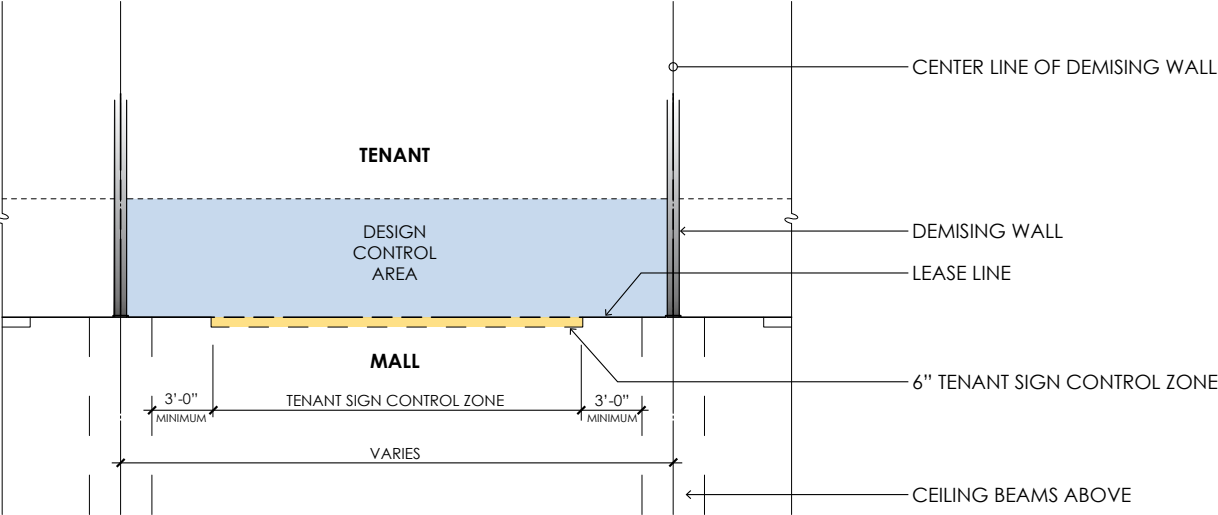 CENTER LINE OF DEMISING WALL
TENANT
DESIGN
CONTROL
AREA
DEMISING WALL
LEASE LINE
MALL
6” TENANT SIGN CONTROL ZONE
3’-0”
MINIMUM
TENANT SIGN CONTROL ZONE
3’-0”
MINIMUM
VARIES
CEILING BEAMS ABOVE